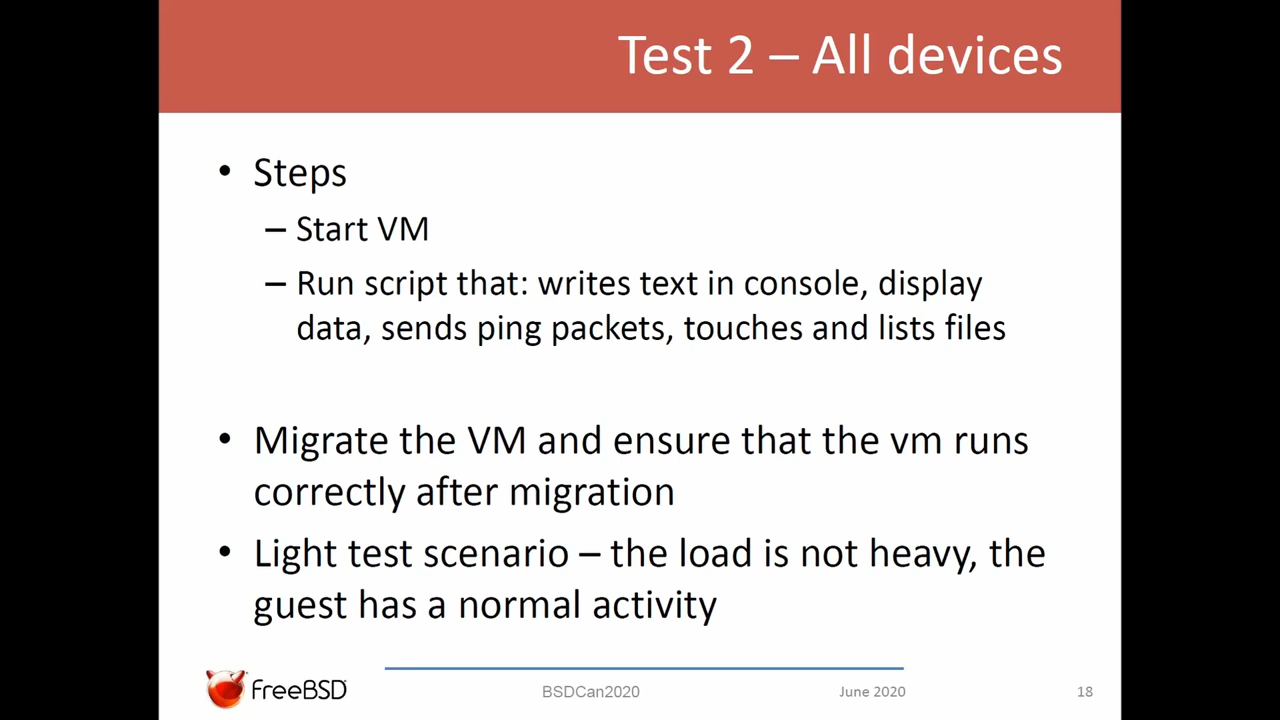 Test 2 – All devices
• Steps
– Start VM
– Run script that: writes text in console, display
data, sends ping packets, touches and lists files
• Migrate the VM and ensure that the vm runs
correctly after migration
• Light test scenario – the load is not heavy, the
guest has a normal activity
FreeBSD
BSDCan2020
June 2020
18